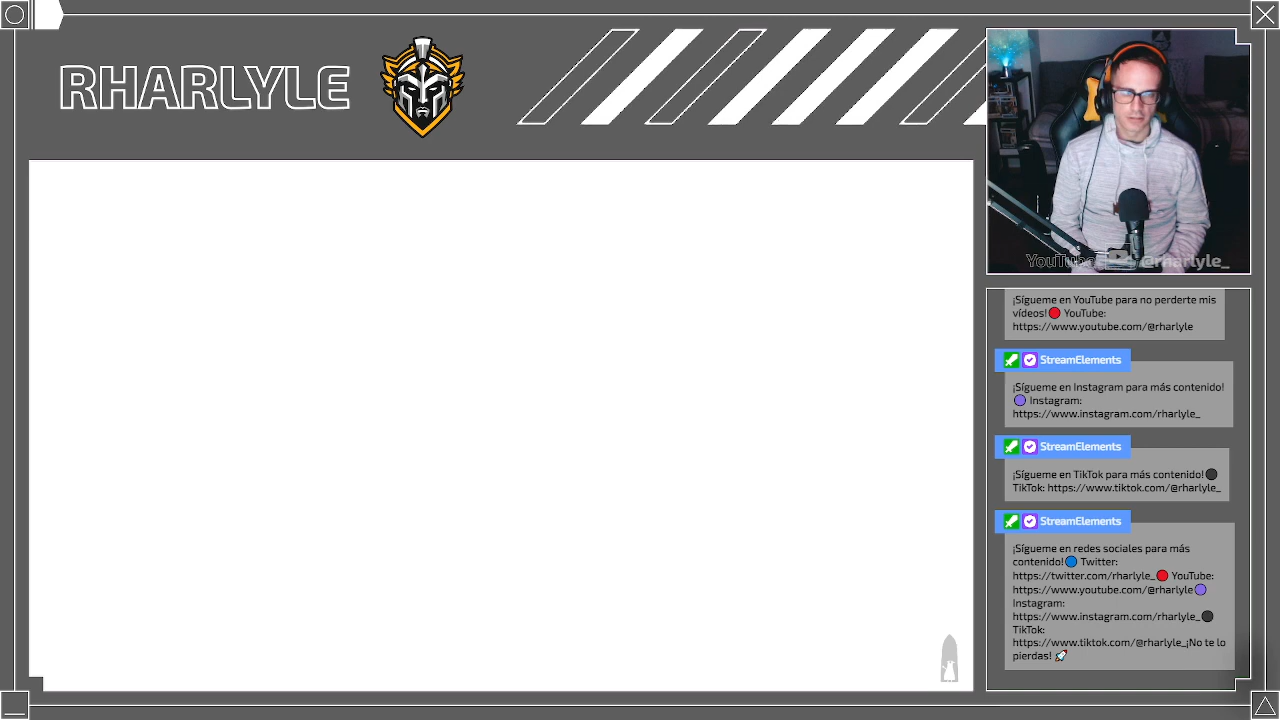 RHARLYLE
YouTube @rharlyle_
¡Sígueme en YouTube para no perderte mis
vídeos! YouTube:
https://www.youtube.com/@rharlyle
StreamElements
¡Sígueme en Instagram para más contenido!
Instagram:
https://www.instagram.com/rharlyle_
StreamElements
¡Sígueme en TikTok para más contenido!
TikTok: https://www.tiktok.com/@rharlyle_
StreamElements
¡Sígueme en redes sociales para más
contenido! Twitter:
https://twitter.com/rharlyle_ YouTube:
https://www.youtube.com/@rharlyle
Instagram:
https://www.instagram.com/rharlyle_
TikTok:
https://www.tiktok.com/@rharlyle_¡No te lo
pierdas! 🚀